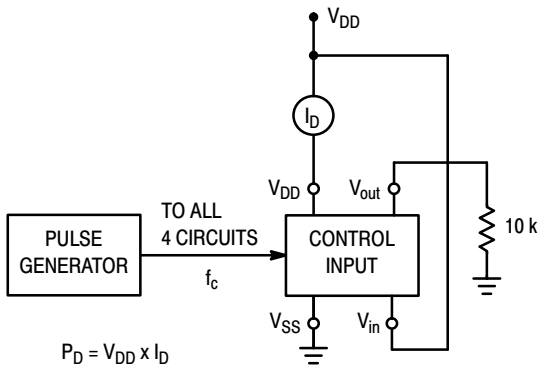 V_DD
I_D
V_DD
V_out
TO ALL
4 CIRCUITS
10 k
PULSE
GENERATOR
CONTROL
INPUT
f_c
V_SS
V_in
P_D = V_DD x I_D